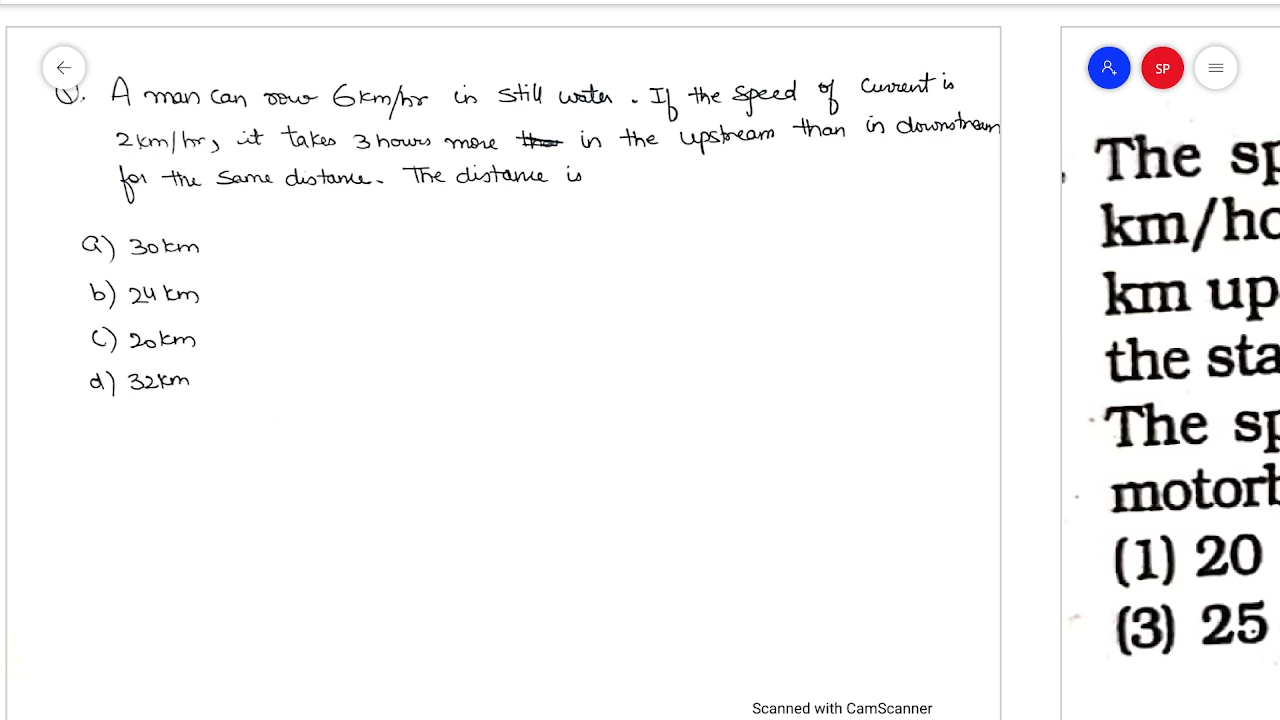 Q. A man can row 6km/hr in still water. If the speed of current is
2km/hr, it takes 3 hours more in the upstream than in downstream
for the same distance. The distance is
a) 30km
b) 24 km
c) 20km
d) 32km
Scanned with CamScanner
SP
The sp
km/ho
km up
the sta
The sp
motorb
(1) 20
(3) 25